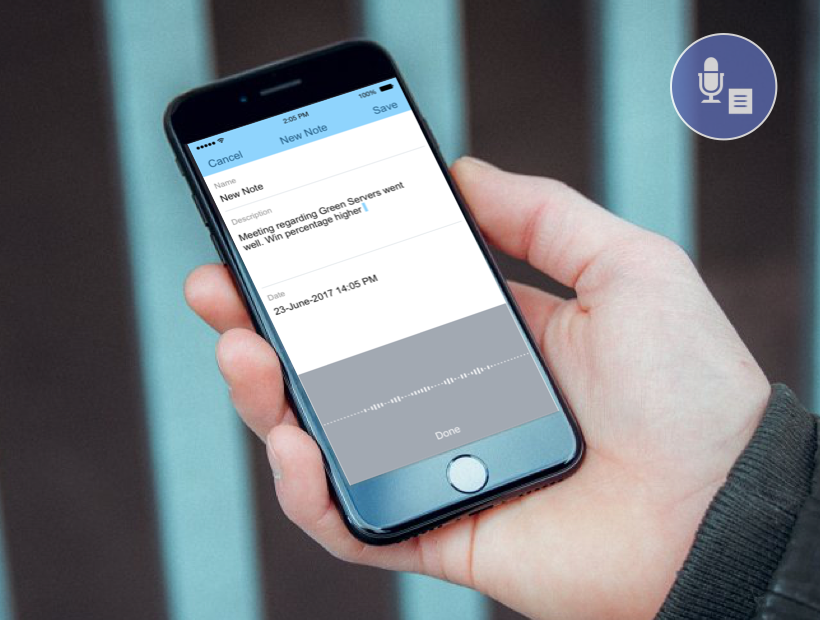 2:05 PM
100%
Cancel
New Note
Save
Name
New Note
Description
Meeting regarding Green Servers went
well. Win percentage higher
Date
23-June-2017 14:05 PM
Done